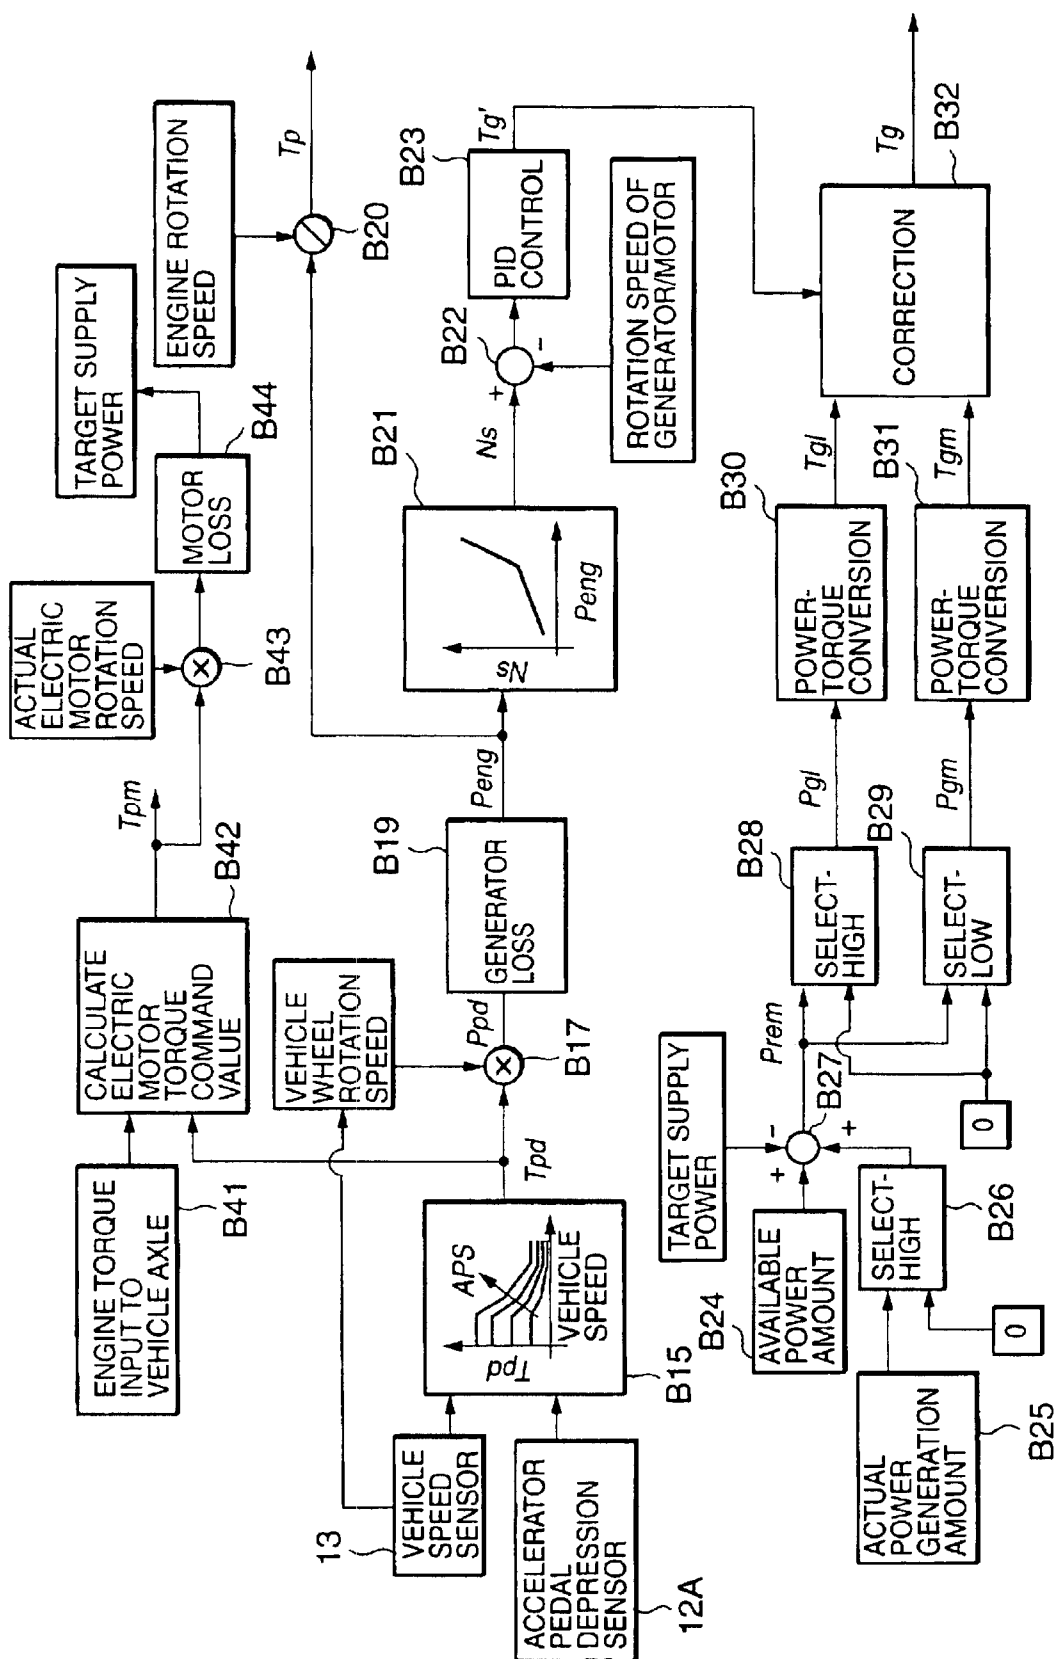 ENGINE TORQUE
INPUT TO
VEHICLE AXLE
B41
CALCULATE
ELECTRIC
MOTOR
TORQUE
COMMAND
VALUE
B42
Tpm
ACTUAL
ELECTRIC
MOTOR
ROTATION
SPEED
B43
MOTOR
LOSS
B44
TARGET SUPPLY
POWER
ENGINE ROTATION
SPEED
B20
Tp
VEHICLE
SPEED
SENSOR
13
ACCELERATOR
PEDAL
DEPRESSION
SENSOR
12A
Tpd
APS
VEHICLE
SPEED
B15
Tpd
VEHICLE
WHEEL
ROTATION
SPEED
B17
Ppd
GENERATOR
LOSS
B19
Peng
Ns
Peng
B21
Ns
+
-
B22
ROTATION SPEED OF
GENERATOR/MOTOR
PID
CONTROL
B23
Tg'
TARGET SUPPLY
POWER
B24
AVAILABLE
POWER
AMOUNT
ACTUAL
POWER
GENERATION
AMOUNT
B25
0
SELECT-
HIGH
B26
+
-
+
B27
Prem
0
SELECT-
HIGH
B28
SELECT-
LOW
B29
Pgl
Pgm
POWER-
TORQUE
CONVERSION
B30
POWER-
TORQUE
CONVERSION
B31
Tgl
Tgm
CORRECTION
B32
Tg